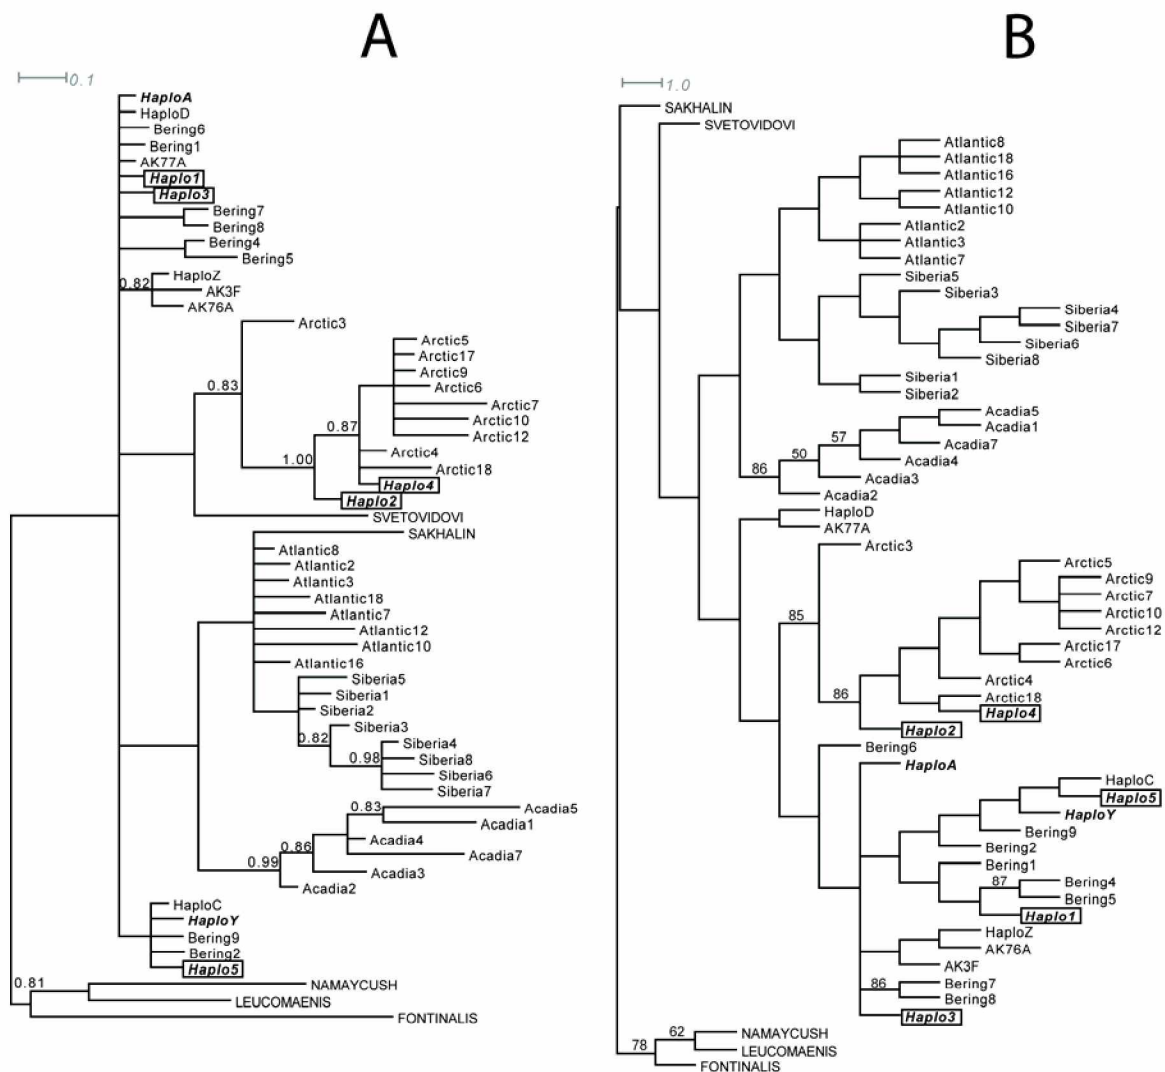 A
0.1
HaploA
HaploD
Bering6
Bering1
AK77A
Haplo1
Haplo3
Bering7
Bering8
Bering4
Bering5
0.82
HaploZ
AK3F
AK76A
Arctic3
0.83
Arctic5
Arctic17
Arctic9
Arctic6
Arctic7
Arctic10
Arctic12
0.87
Arctic4
1.00
Arctic18
Haplo4
Haplo2
SVETOVIDOVI
SAKHALIN
Atlantic8
Atlantic2
Atlantic3
Atlantic18
Atlantic7
Atlantic12
Atlantic10
Atlantic16
Siberia5
Siberia1
Siberia2
Siberia3
0.82
Siberia4
Siberia8
0.98
Siberia6
Siberia7
0.83
Acadia5
Acadia1
Acadia4
0.86
Acadia7
0.99
Acadia3
Acadia2
HaploC
HaploY
Bering9
Bering2
Haplo5
0.81
NAMAYCUSH
LEUCOMAENIS
FONTINALIS
B
1.0
SAKHALIN
SVETOVIDOVI
Atlantic8
Atlantic18
Atlantic16
Atlantic12
Atlantic10
Atlantic2
Atlantic3
Atlantic7
Siberia5
Siberia3
Siberia4
Siberia7
Siberia6
Siberia8
Siberia1
Siberia2
Acadia5
Acadia1
57
Acadia7
50
Acadia4
86
Acadia3
Acadia2
HaploD
AK77A
Arctic3
Arctic5
Arctic9
Arctic7
Arctic10
85
Arctic12
Arctic17
Arctic6
Arctic4
86
Arctic18
Haplo4
Haplo2
Bering6
HaploA
HaploC
Haplo5
HaploY
Bering9
Bering2
Bering1
87
Bering4
Bering5
Haplo1
HaploZ
AK76A
AK3F
86
Bering7
Bering8
Haplo3
62
NAMAYCUSH
78
LEUCOMAENIS
FONTINALIS